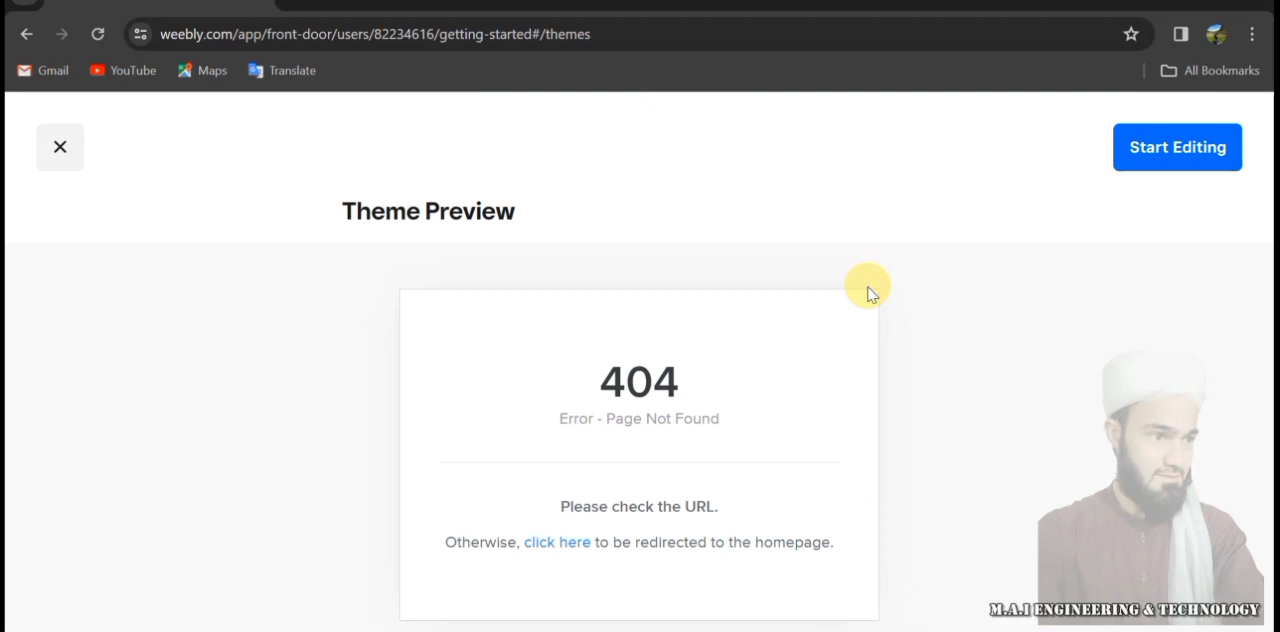 weebly.com/app/front-door/users/82234616/getting-started#/themes
Gmail YouTube Maps Translate All Bookmarks
Start Editing
Theme Preview
404
Error - Page Not Found
Please check the URL.
Otherwise, click here to be redirected to the homepage.
M.A.I ENGINEERING & TECHNOLOGY